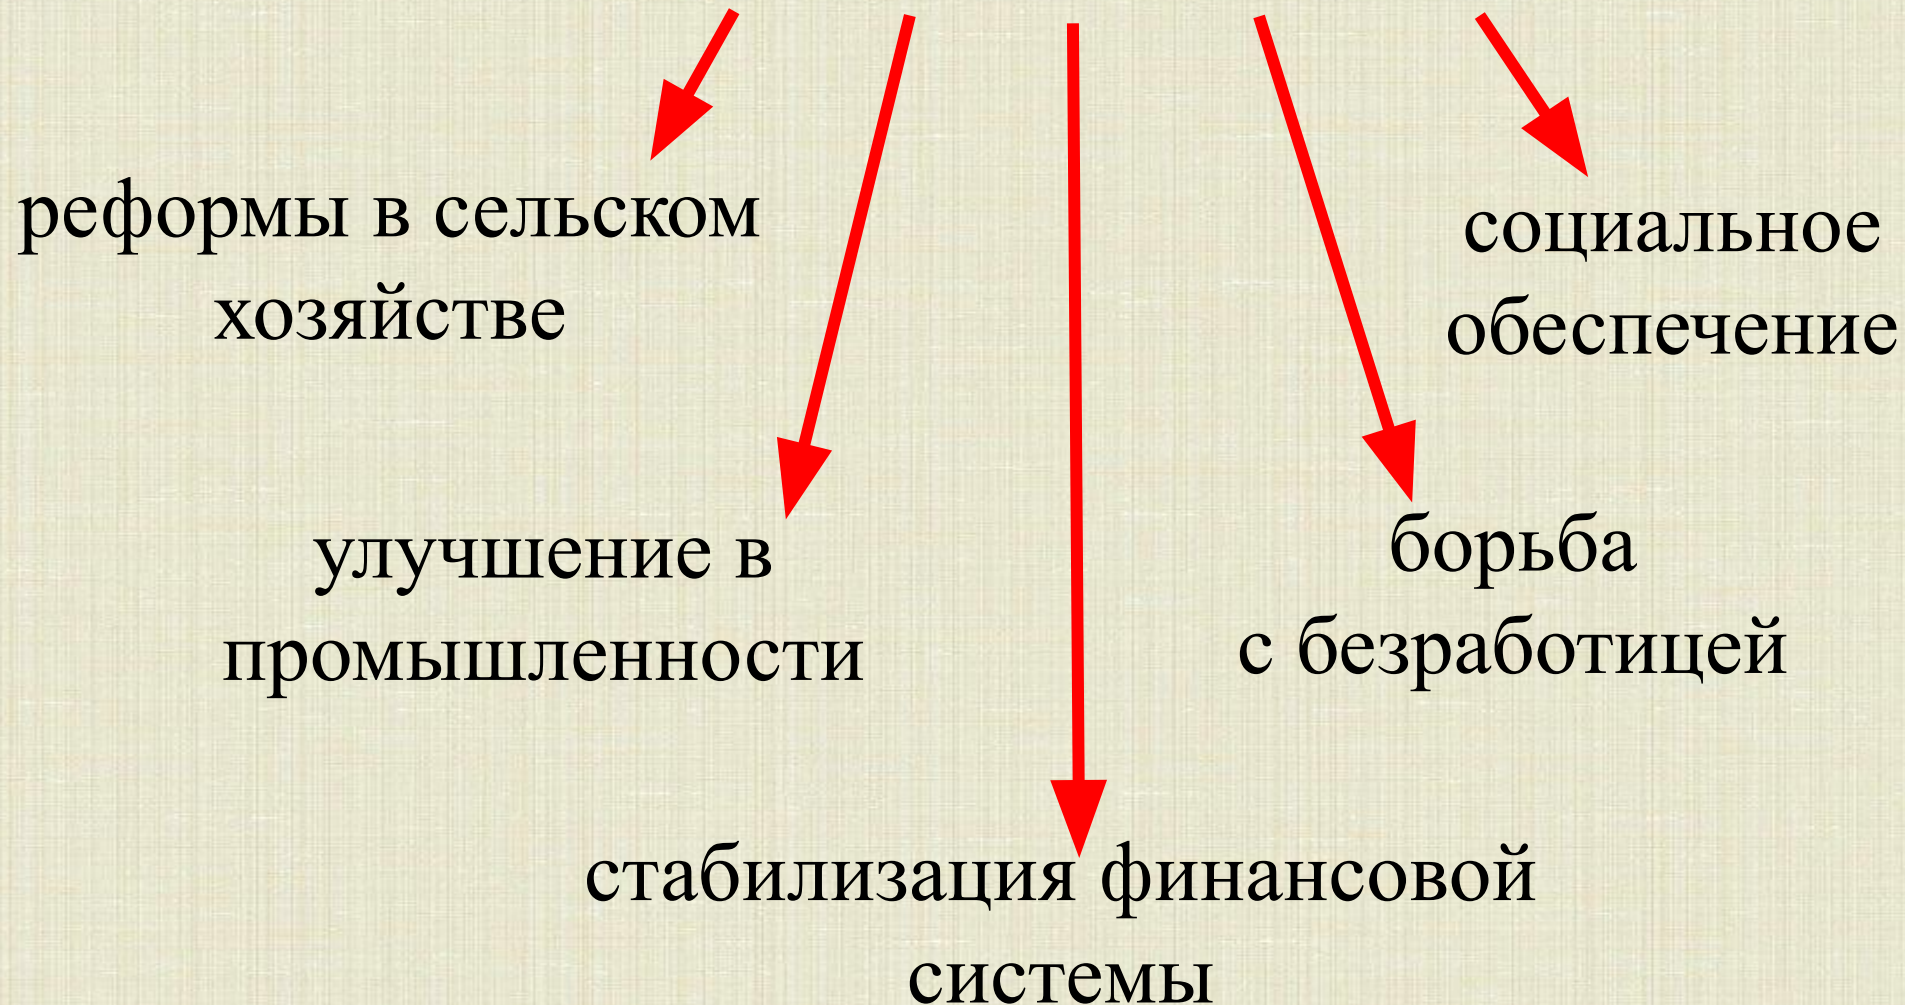 реформы в сельском
хозяйстве
социальное
обеспечение
улучшение в
промышленности
борьба
с безработицей
стабилизация финансовой
системы